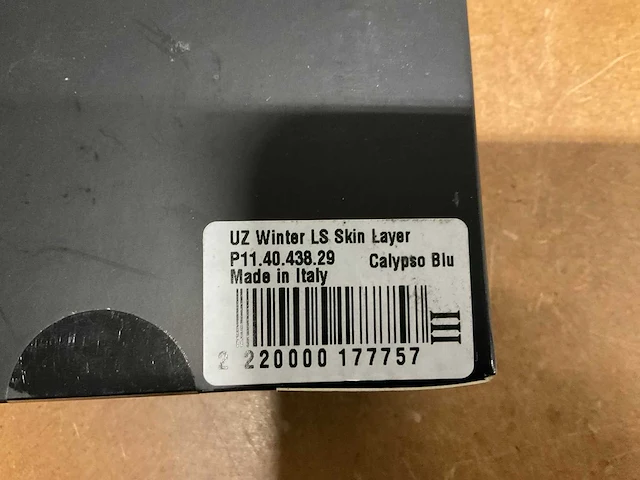 UZ Winter LS Skin Layer
P11.40.438.29 Calypso Blu
Made in Italy
III
2 220000 177757